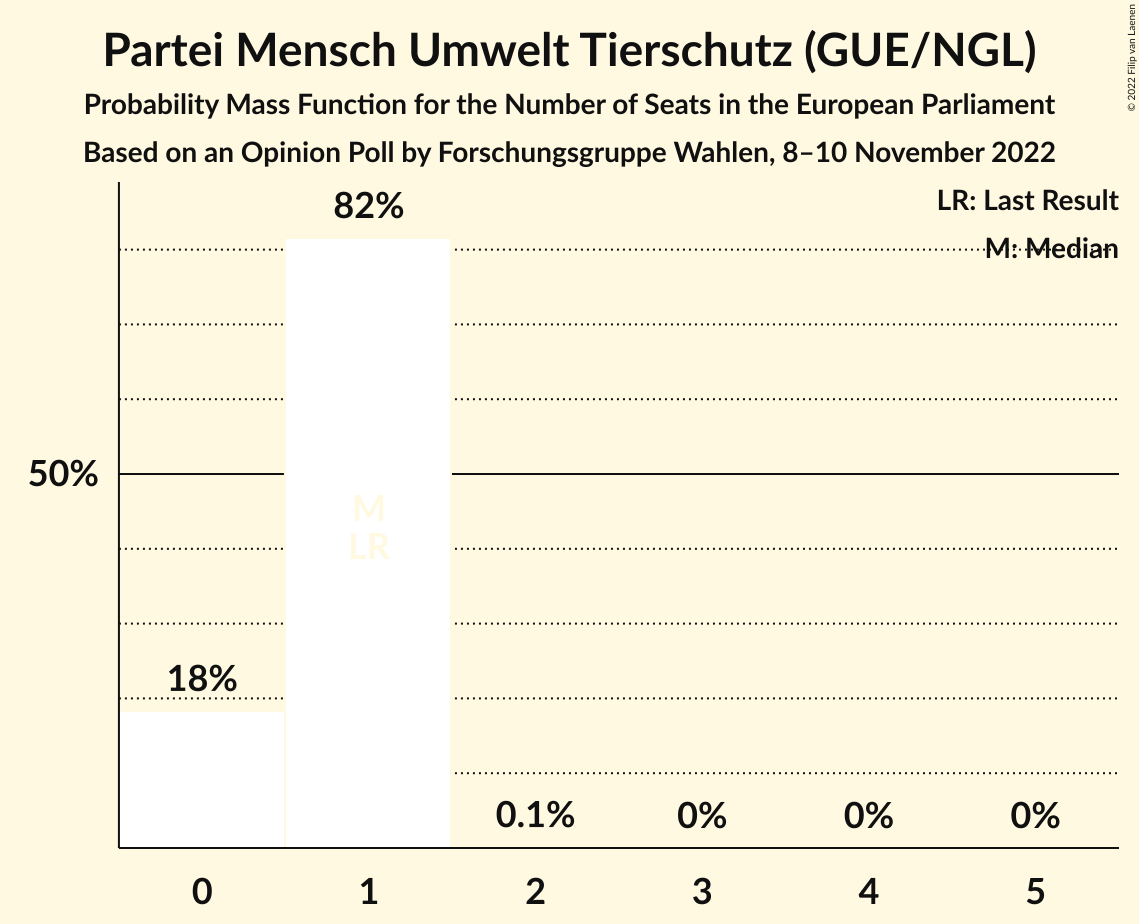 Partei Mensch Umwelt Tierschutz (GUE/NGL)
Probability Mass Function for the Number of Seats in the European Parliament
Based on an Opinion Poll by Forschungsgruppe Wahlen, 8–10 November 2022
© 2022 Filip van Laenen
LR: Last Result
M: Median
82%
50%
M
LR
18%
0.1%
0%
0%
0%
0
1
2
3
4
5